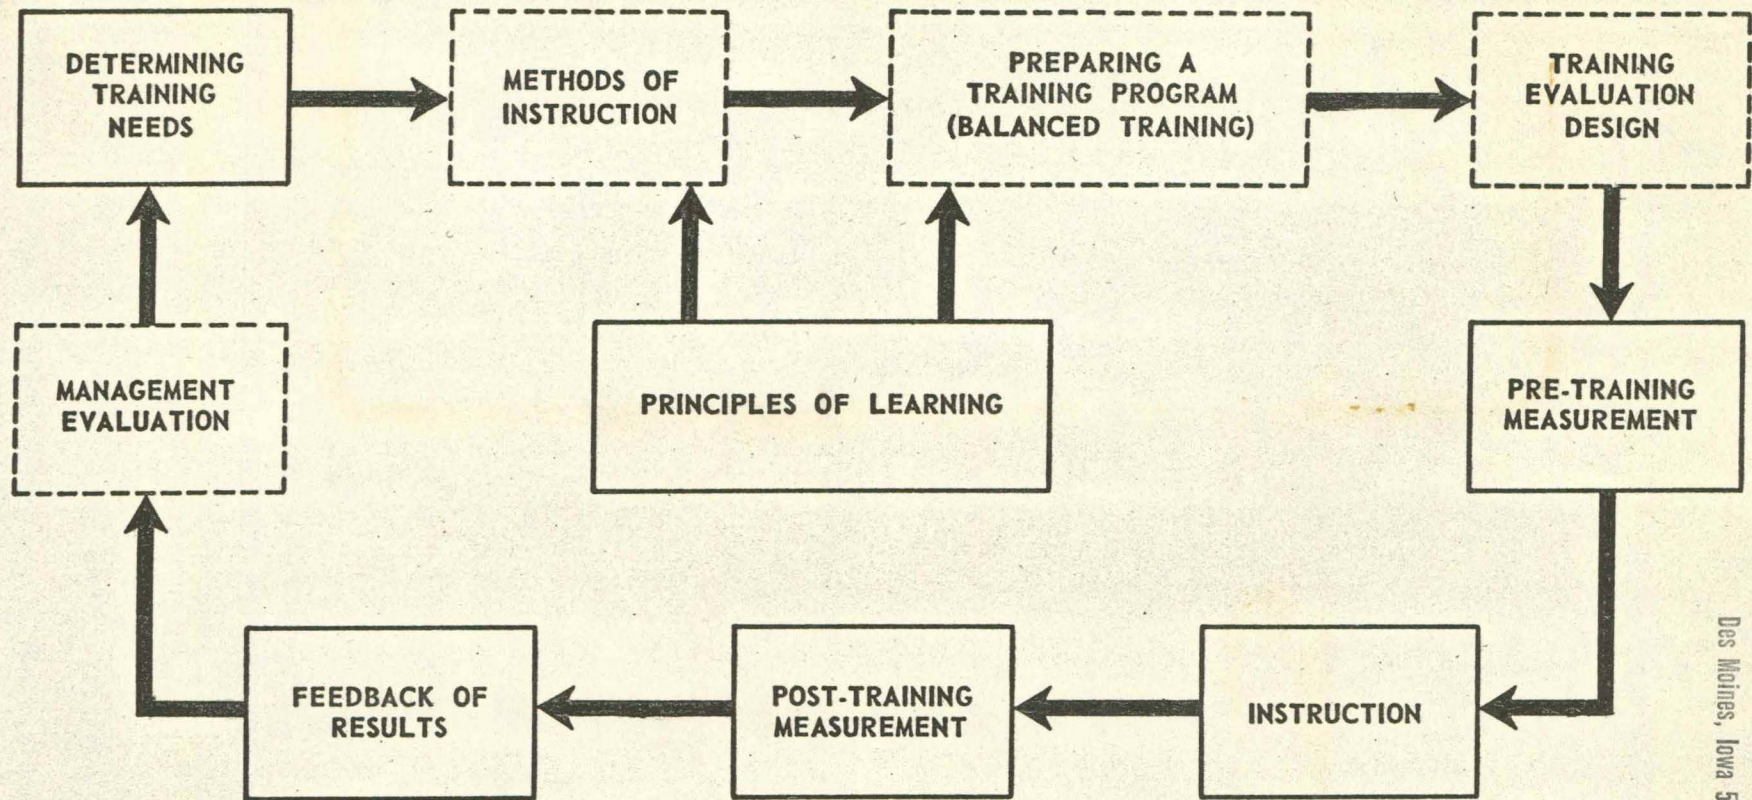 DETERMINING
TRAINING
NEEDS
METHODS OF
INSTRUCTION
PREPARING A
TRAINING PROGRAM
(BALANCED TRAINING)
TRAINING
EVALUATION
DESIGN
MANAGEMENT
EVALUATION
PRINCIPLES OF LEARNING
PRE-TRAINING
MEASUREMENT
FEEDBACK OF
RESULTS
POST-TRAINING
MEASUREMENT
INSTRUCTION
Des Moines, Iowa